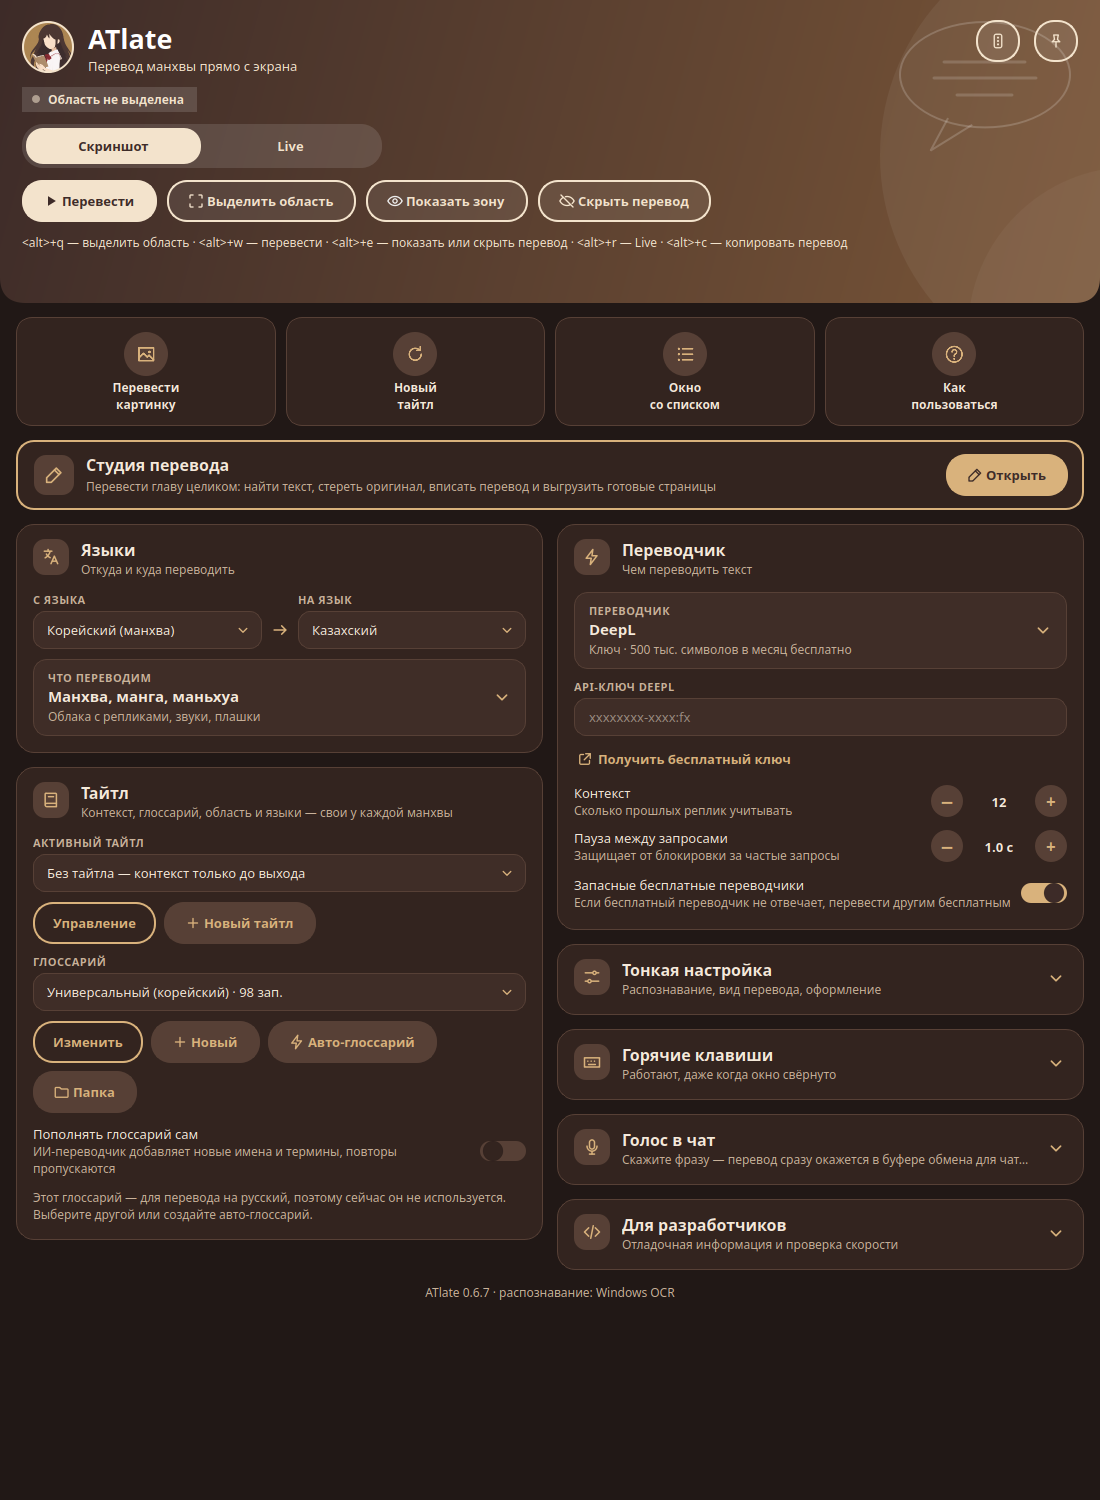 ATlate
Перевод манхвы прямо с экрана
Область не выделена
Скриншот
Live
Перевести
Выделить область
Показать зону
Скрыть перевод
<alt>+q — выделить область · <alt>+w — перевести · <alt>+e — показать или скрыть перевод · <alt>+r — Live · <alt>+c — копировать перевод
Перевести
картинку
Новый
тайтл
Окно
со списком
Как
пользоваться
Студия перевода
Перевести главу целиком: найти текст, стереть оригинал, вписать перевод и выгрузить готовые страницы
Открыть
Языки
Откуда и куда переводить
С ЯЗЫКА
НА ЯЗЫК
Корейский (манхва)
Казахский
ЧТО ПЕРЕВОДИМ
Манхва, манга, маньхуа
Облака с репликами, звуки, плашки
Тайтл
Контекст, глоссарий, область и языки — свои у каждой манхвы
АКТИВНЫЙ ТАЙТЛ
Без тайтла — контекст только до выхода
Управление
Новый тайтл
ГЛОССАРИЙ
Универсальный (корейский) · 98 зап.
Изменить
Новый
Авто-глоссарий
Папка
Пополнять глоссарий сам
ИИ-переводчик добавляет новые имена и термины, повторы
пропускаются
Этот глоссарий — для перевода на русский, поэтому сейчас он не используется.
Выберите другой или создайте авто-глоссарий.
Переводчик
Чем переводить текст
ПЕРЕВОДЧИК
DeepL
Ключ · 500 тыс. символов в месяц бесплатно
API-КЛЮЧ DEEPL
xxxxxxxx-xxxx:fx
Получить бесплатный ключ
Контекст
Сколько прошлых реплик учитывать
– 12 +
Пауза между запросами
Защищает от блокировки за частые запросы
– 1.0 с +
Запасные бесплатные переводчики
Если бесплатный переводчик не отвечает, перевести другим бесплатным
Тонкая настройка
Распознавание, вид перевода, оформление
Горячие клавиши
Работают, даже когда окно свёрнуто
Голос в чат
Скажите фразу — перевод сразу окажется в буфере обмена для чат…
Для разработчиков
Отладочная информация и проверка скорости
ATlate 0.6.7 · распознавание: Windows OCR